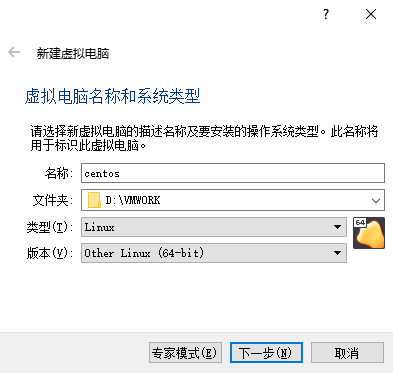 ?
新建虚拟电脑
虚拟电脑名称和系统类型
请选择新虚拟电脑的描述名称及要安装的操作系统类型。此名称将
用于标识此虚拟电脑。
名称: centos
文件夹: D:\VMWORK
类型(T): Linux
64
版本(V): Other Linux (64-bit)
专家模式(E) 下一步(N) 取消